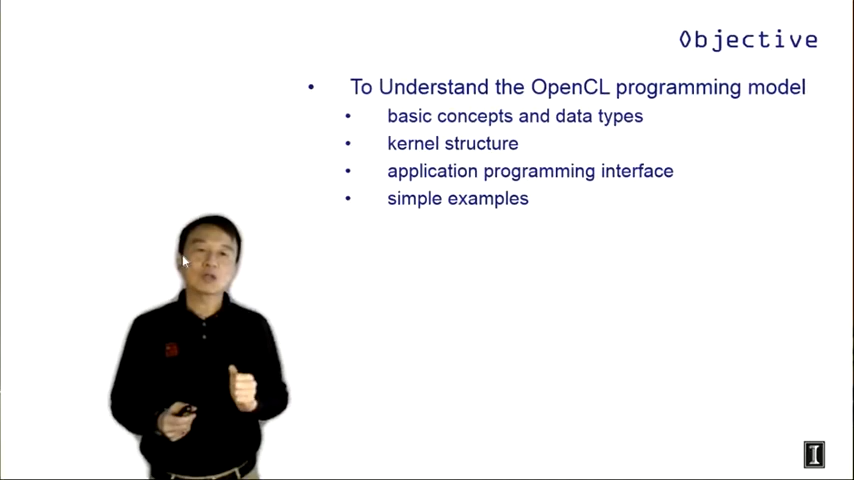 Objective
• To Understand the OpenCL programming model
• basic concepts and data types
• kernel structure
• application programming interface
• simple examples
I